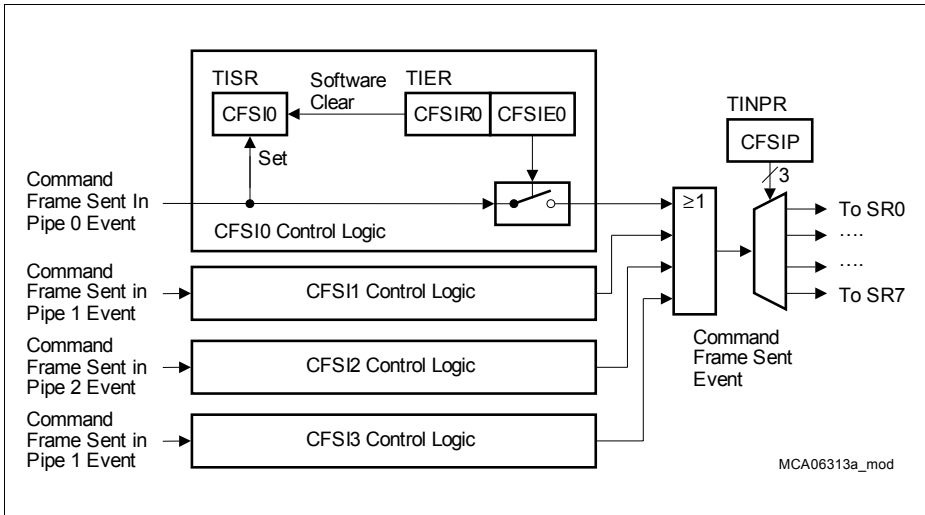 TISR
Software
Clear
TIER
CFSI0
CFSIR0
CFSIE0
Set
TINPR
CFSIP
3
Command
Frame Sent In
Pipe 0 Event
CFSI0 Control Logic
≥1
To SR0
....
....
To SR7
Command
Frame Sent in
Pipe 1 Event
CFSI1 Control Logic
Command
Frame Sent in
Pipe 2 Event
CFSI2 Control Logic
Command
Frame Sent
Event
Command
Frame Sent in
Pipe 1 Event
CFSI3 Control Logic
MCA06313a_mod